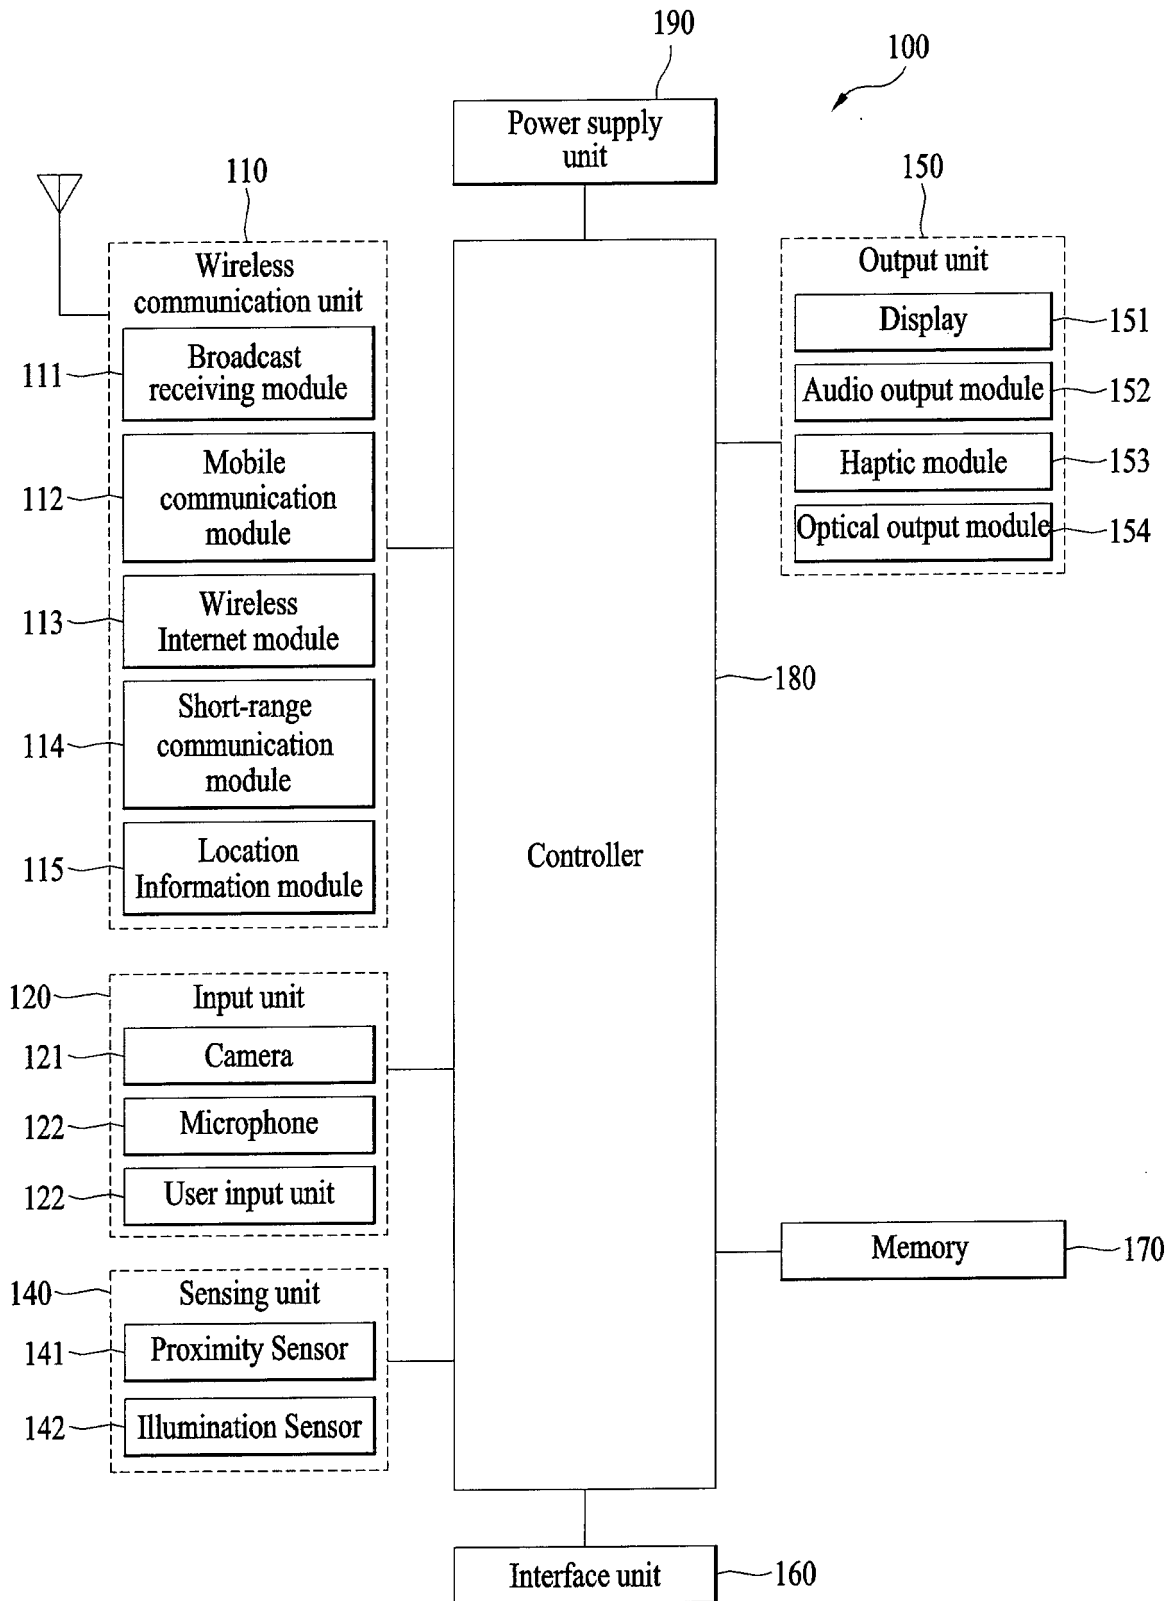 190
100
Power supply
unit
110
150
Wireless
communication unit
Output unit
Display
151
111
Broadcast
receiving module
Audio output module
152
112
Mobile
communication
module
Haptic module
153
Optical output module
154
113
Wireless
Internet module
180
114
Short-range
communication
module
115
Location
Information module
Controller
120
Input unit
121
Camera
122
Microphone
122
User input unit
Memory
170
140
Sensing unit
141
Proximity Sensor
142
Illumination Sensor
Interface unit
160